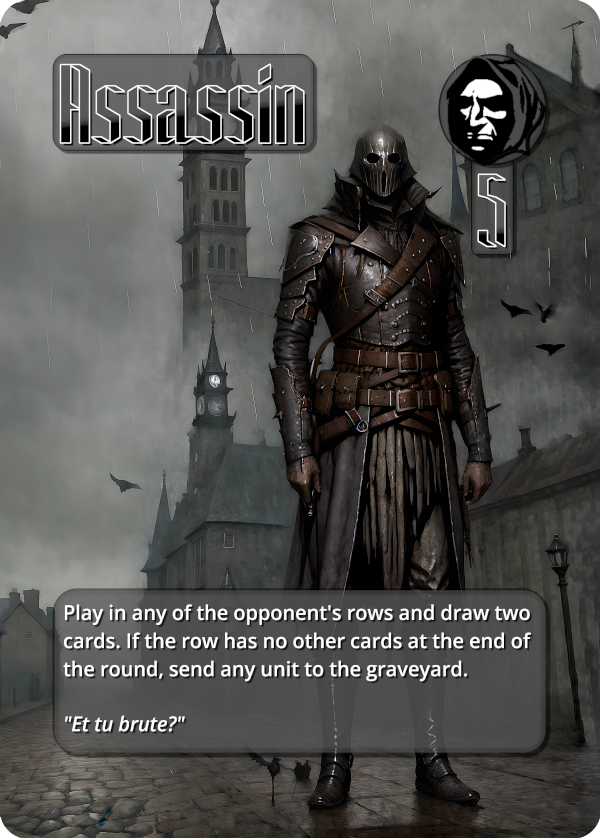 Assassin
5
Play in any of the opponent's rows and draw two
cards. If the row has no other cards at the end of
the round, send any unit to the graveyard.
"Et tu brute?"